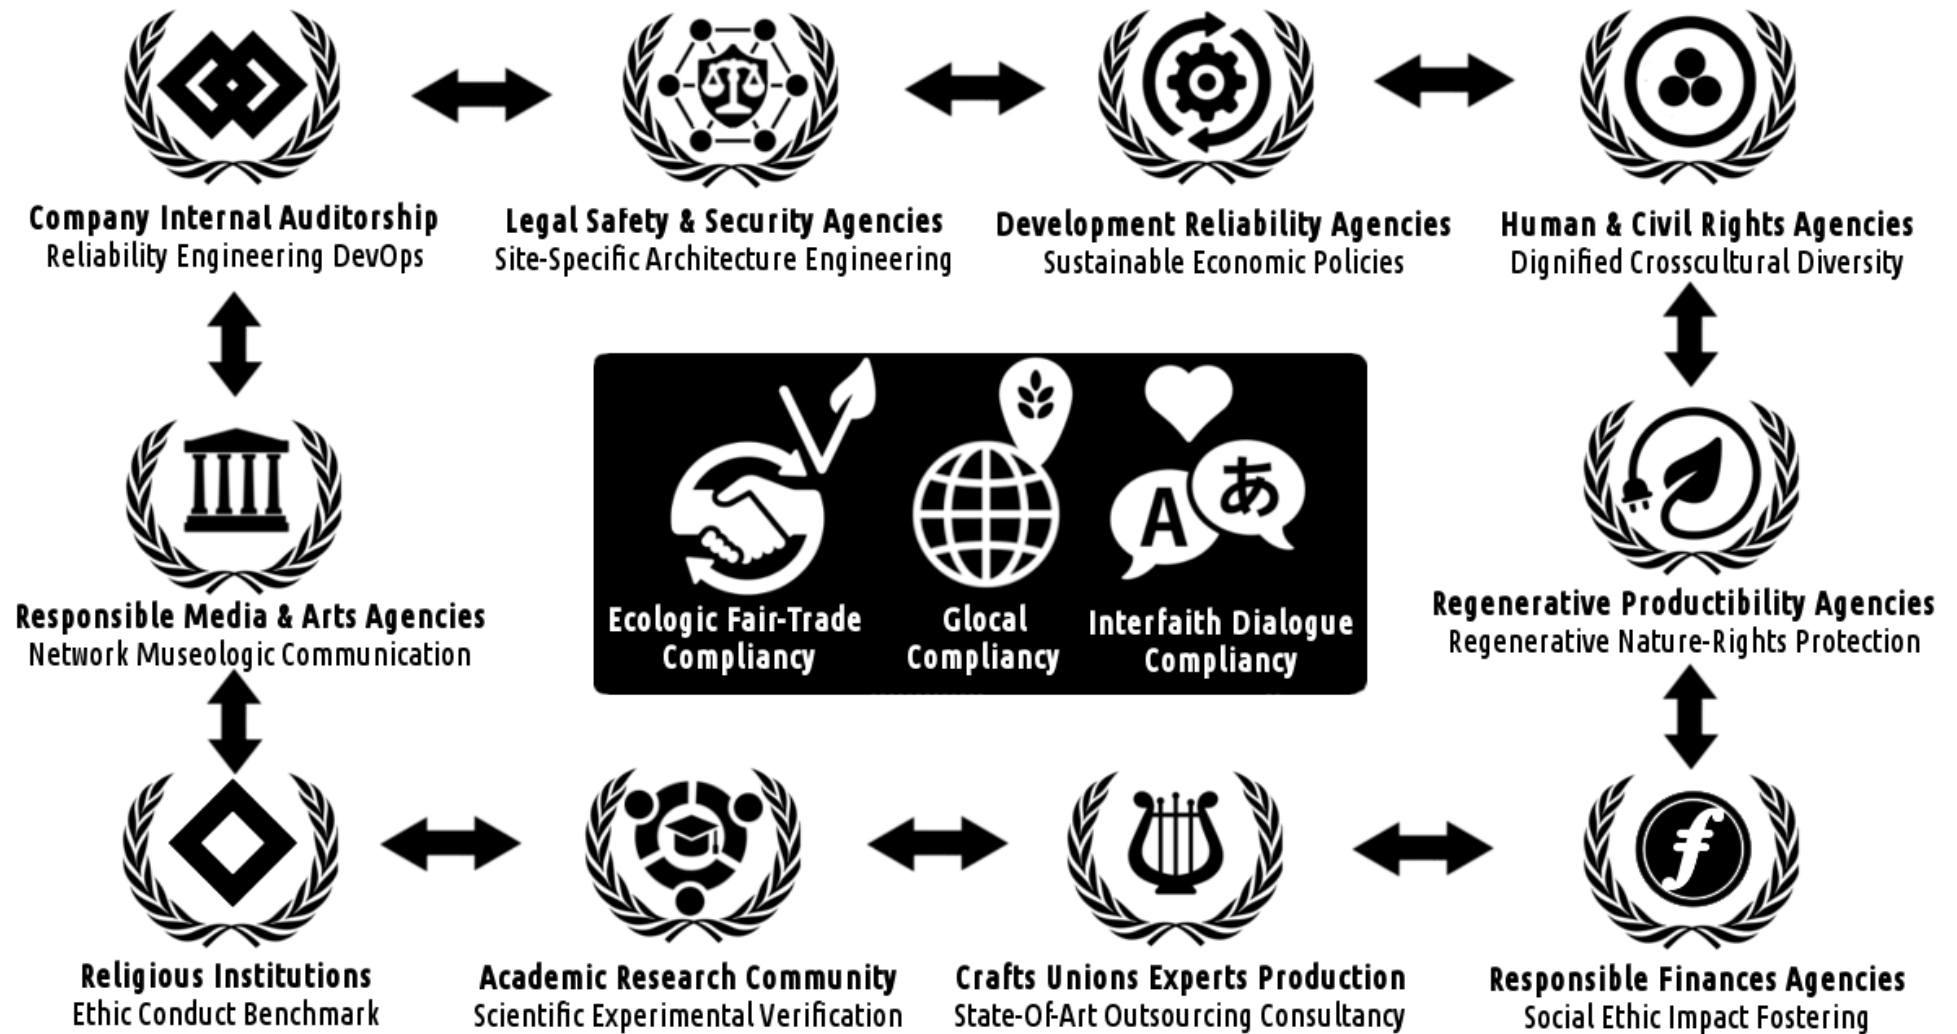 Company Internal Auditorship
Reliability Engineering DevOps
Legal Safety & Security Agencies
Site-Specific Architecture Engineering
Development Reliability Agencies
Sustainable Economic Policies
Human & Civil Rights Agencies
Dignified Crosscultural Diversity
Responsible Media & Arts Agencies
Network Museologic Communication
A
あ
Ecologic Fair-Trade
Compliancy
Glocal
Compliancy
Interfaith Dialogue
Compliancy
Regenerative Productibility Agencies
Regenerative Nature-Rights Protection
Religious Institutions
Ethic Conduct Benchmark
Academic Research Community
Scientific Experimental Verification
Crafts Unions Experts Production
State-Of-Art Outsourcing Consultancy
ƒ
Responsible Finances Agencies
Social Ethic Impact Fostering